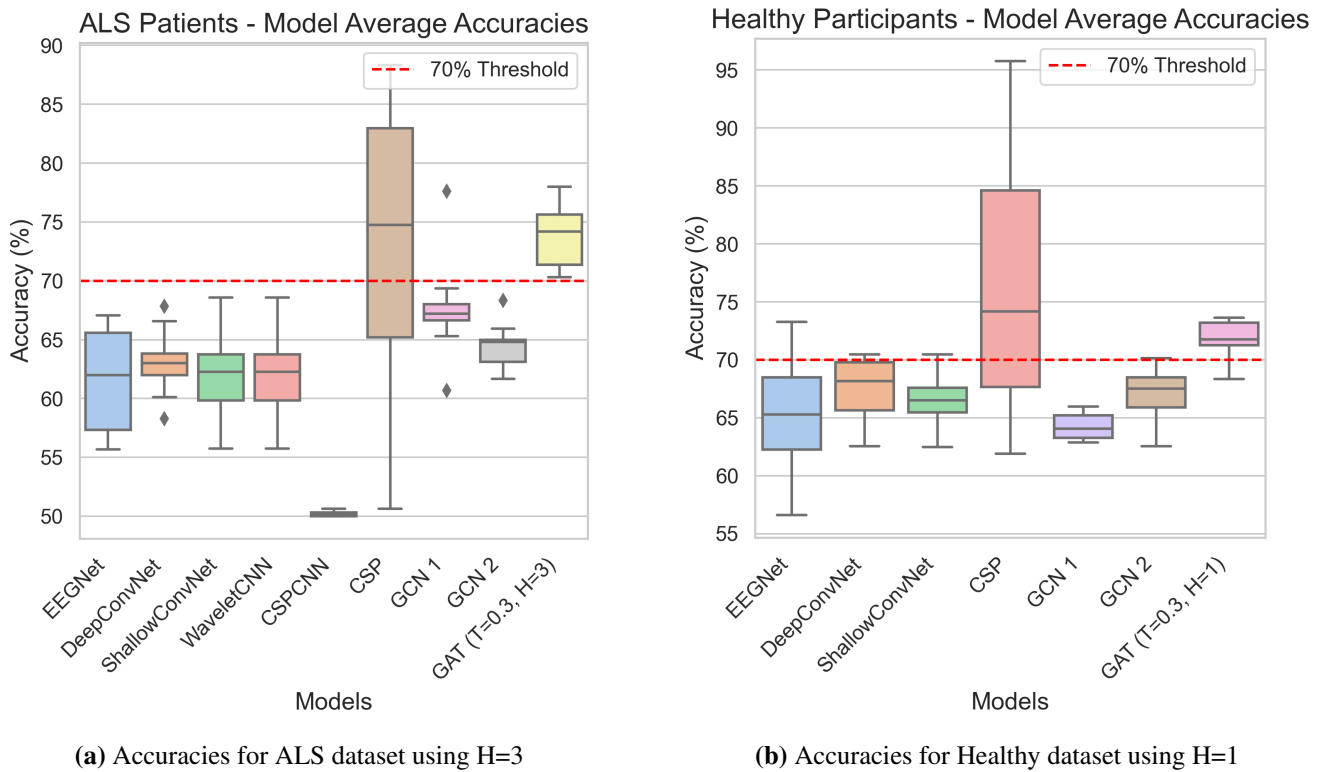 ALS Patients - Model Average Accuracies
90
85
80
75
70
65
60
55
50
Accuracy (%)
70% Threshold
EEGNet
DeepConvNet
ShallowConvNet
WaveletCNN
CSPCNN
CSP
GCN 1
GCN 2
GAT (T=0.3, H=3)
Models
(a) Accuracies for ALS dataset using H=3
Healthy Participants - Model Average Accuracies
95
90
85
80
75
70
65
60
55
Accuracy (%)
70% Threshold
EEGNet
DeepConvNet
ShallowConvNet
CSP
GCN 1
GCN 2
GAT (T=0.3, H=1)
Models
(b) Accuracies for Healthy dataset using H=1